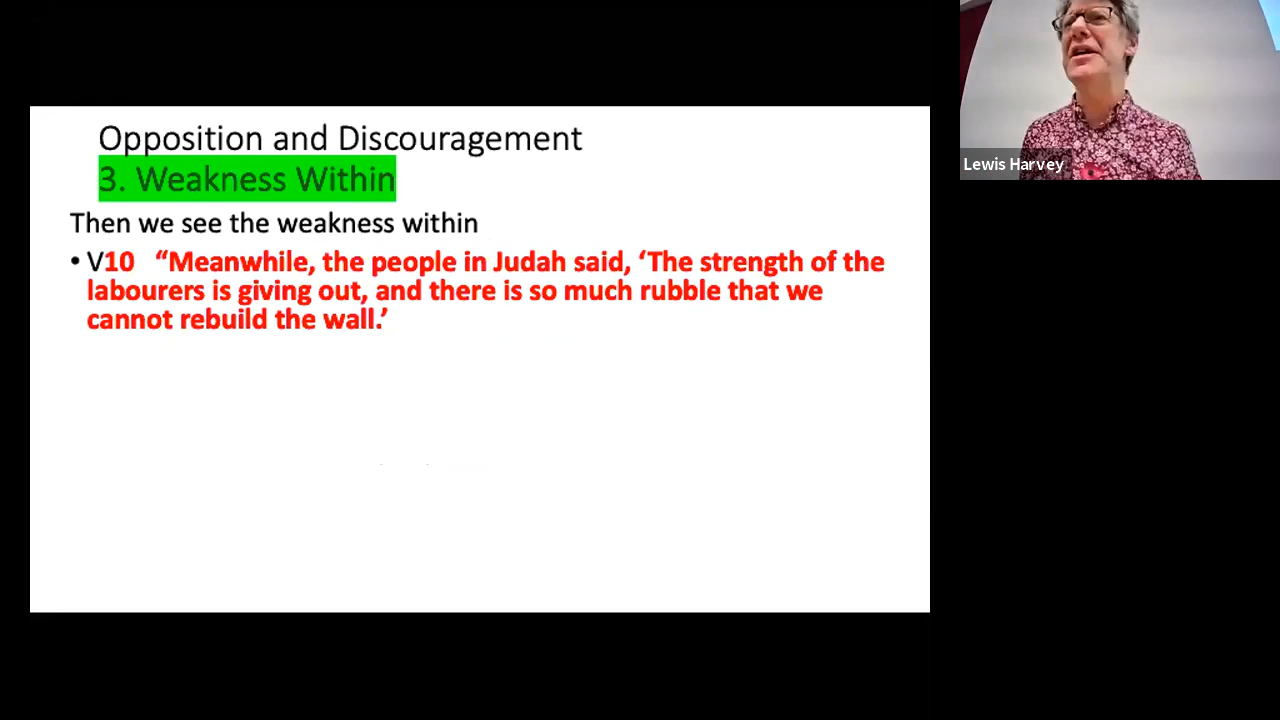 Opposition and Discouragement
3. Weakness Within
Then we see the weakness within
• V10 “Meanwhile, the people in Judah said, ‘The strength of the
labourers is giving out, and there is so much rubble that we
cannot rebuild the wall.’
Lewis Harvey